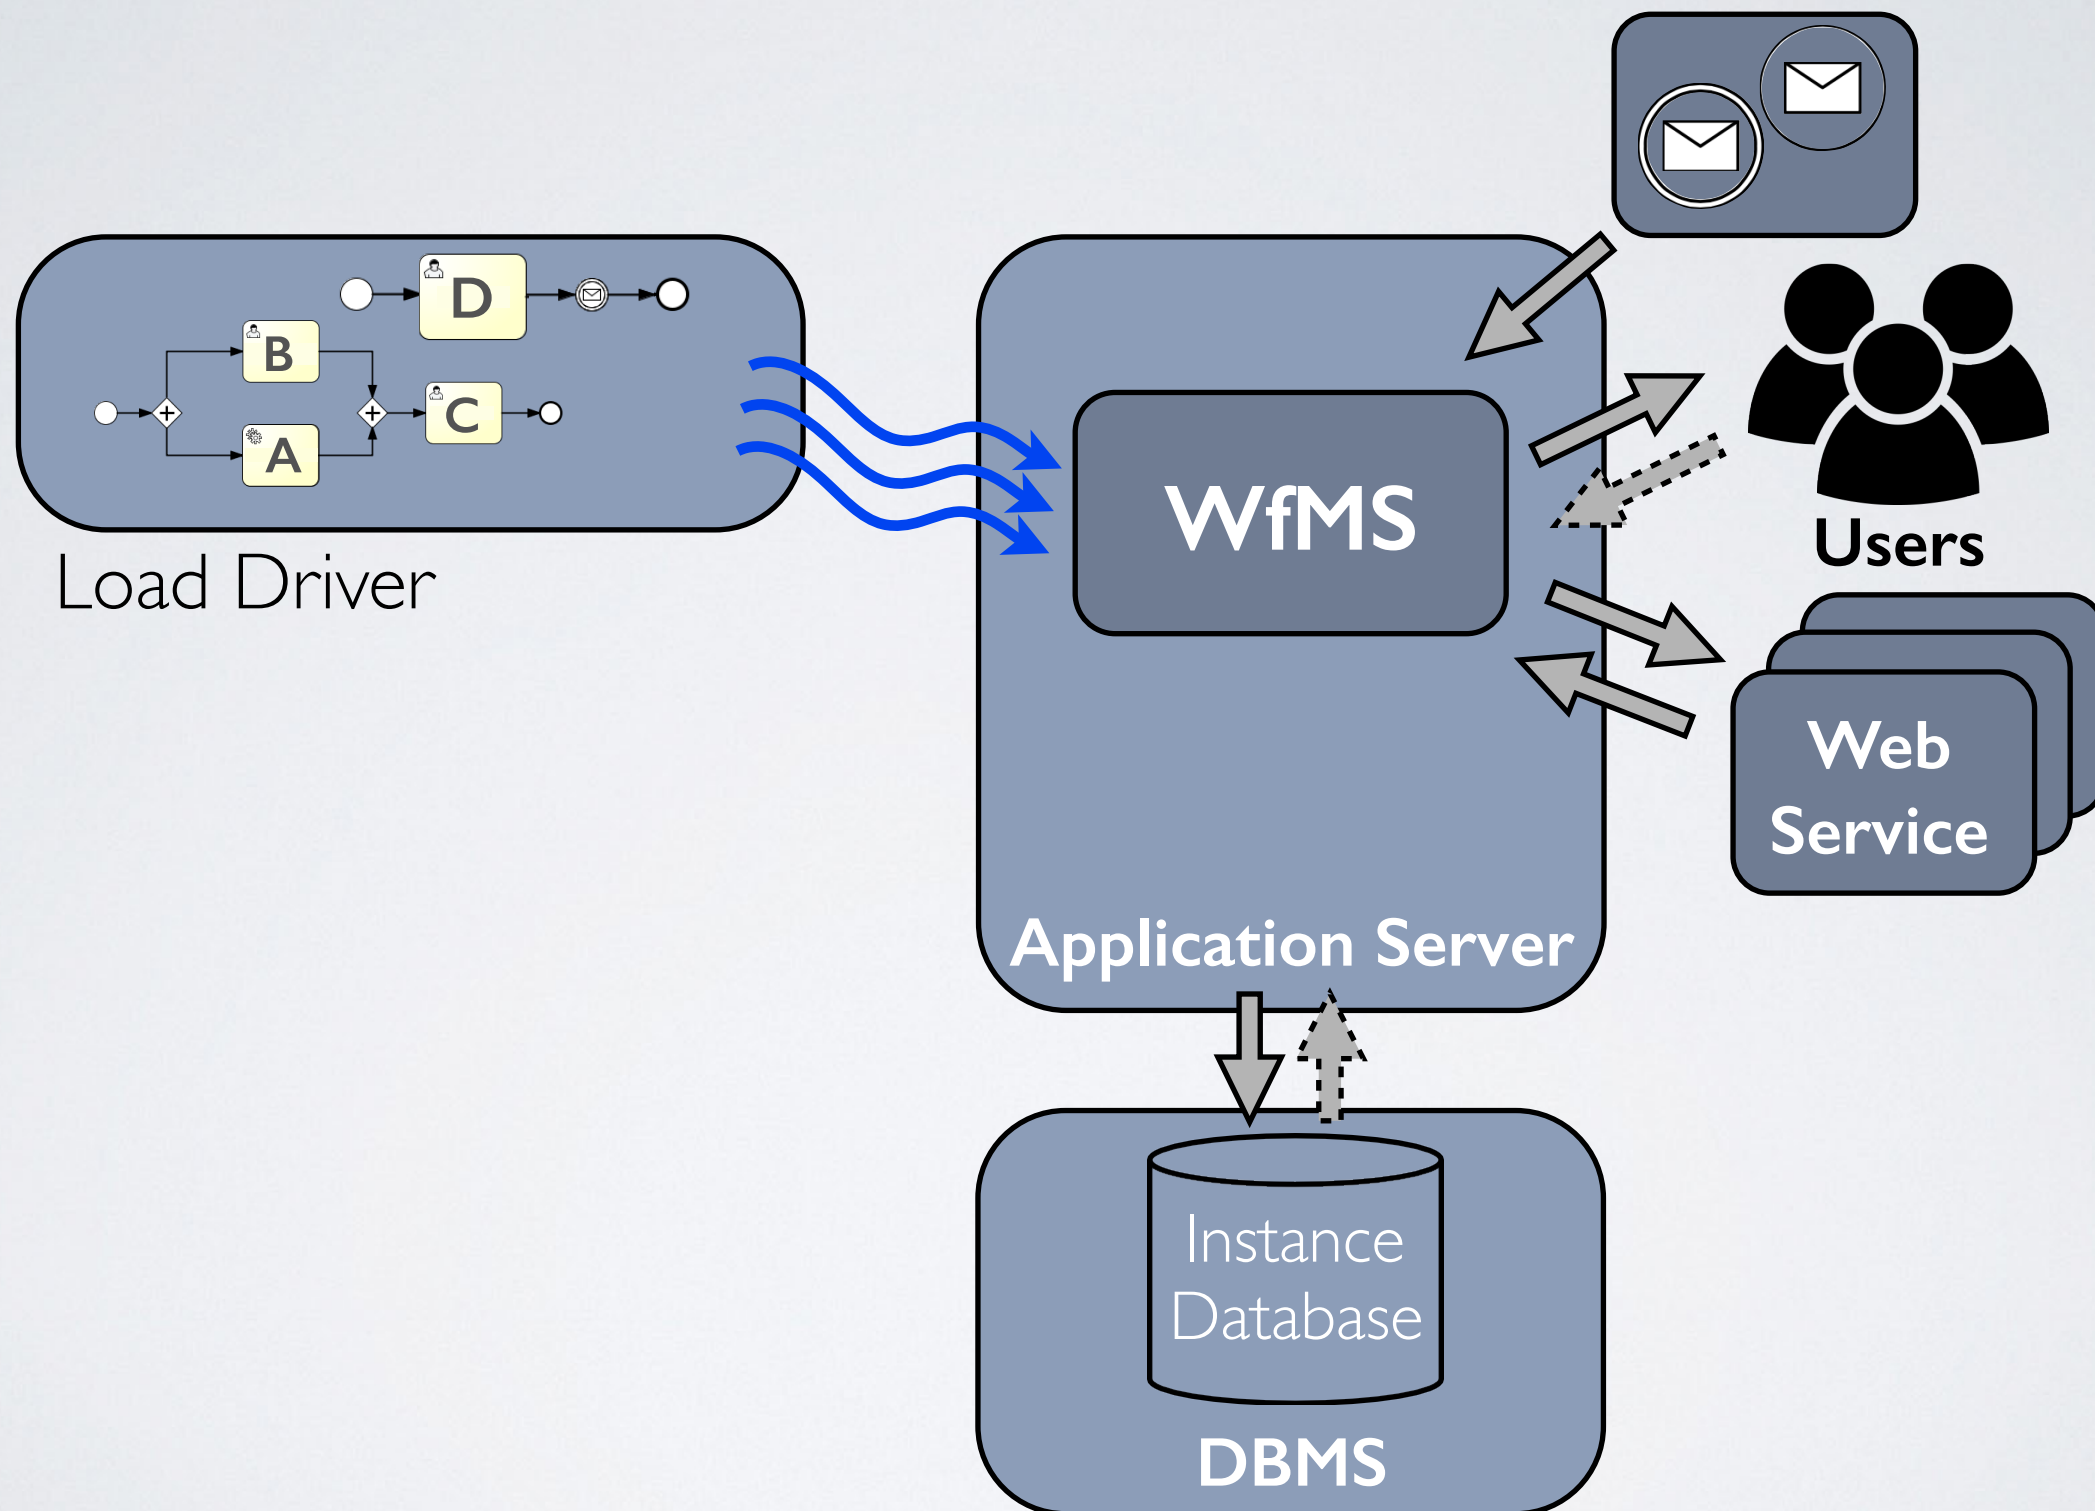 D
B
A
C
Load Driver
WfMS
Users
Web
Service
Application Server
Instance
Database
DBMS